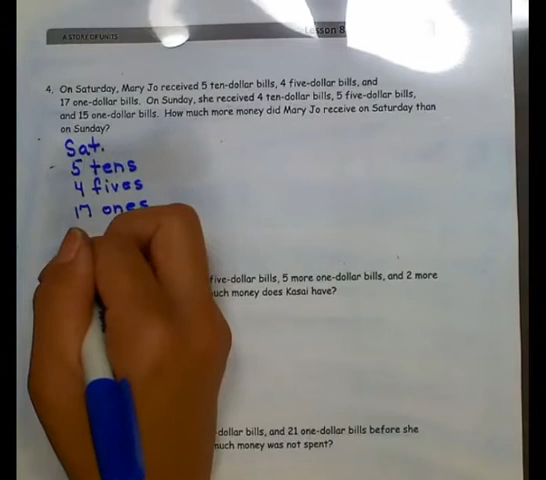 A STORY OF UNITS
Lesson 8
4. On Saturday, Mary Jo received 5 ten-dollar bills, 4 five-dollar bills, and
17 one-dollar bills. On Sunday, she received 4 ten-dollar bills, 5 five-dollar bills,
and 15 one-dollar bills. How much more money did Mary Jo receive on Saturday than
on Sunday?
Sat.
5 tens
4 fives
17 ones
five-dollar bills, 5 more one-dollar bills, and 2 more
much money does Kasai have?
-dollar bills, and 21 one-dollar bills before she
much money was not spent?